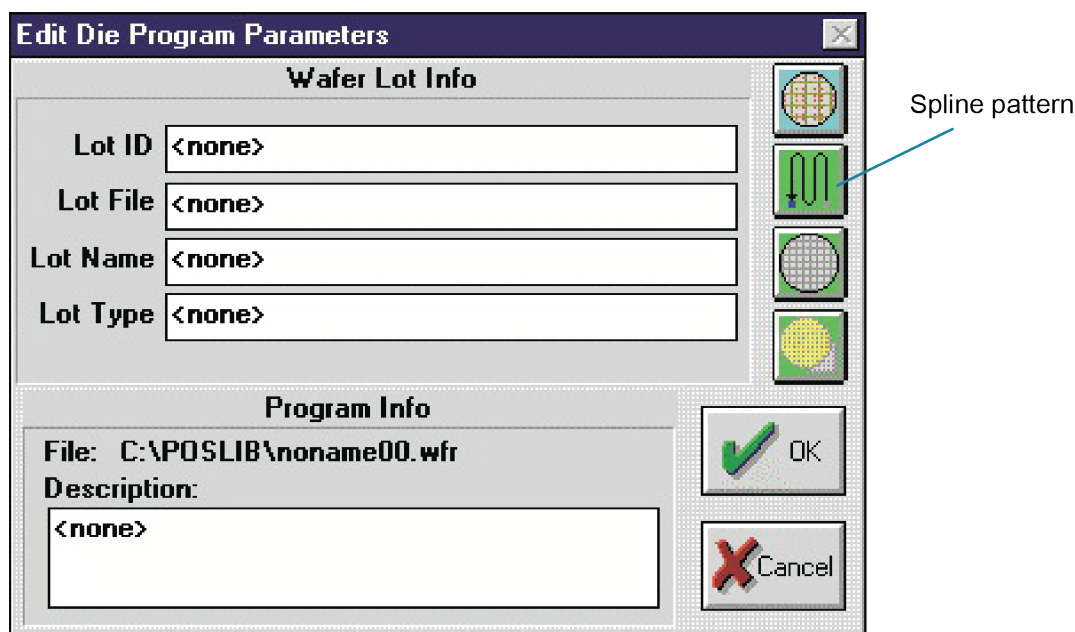 Edit Die Program Parameters
Wafer Lot Info
Spline pattern
Lot ID <none>
Lot File <none>
Lot Name <none>
Lot Type <none>
Program Info
File: C:\POSLIB\noname00.wfr
Description:
<none>
OK
Cancel